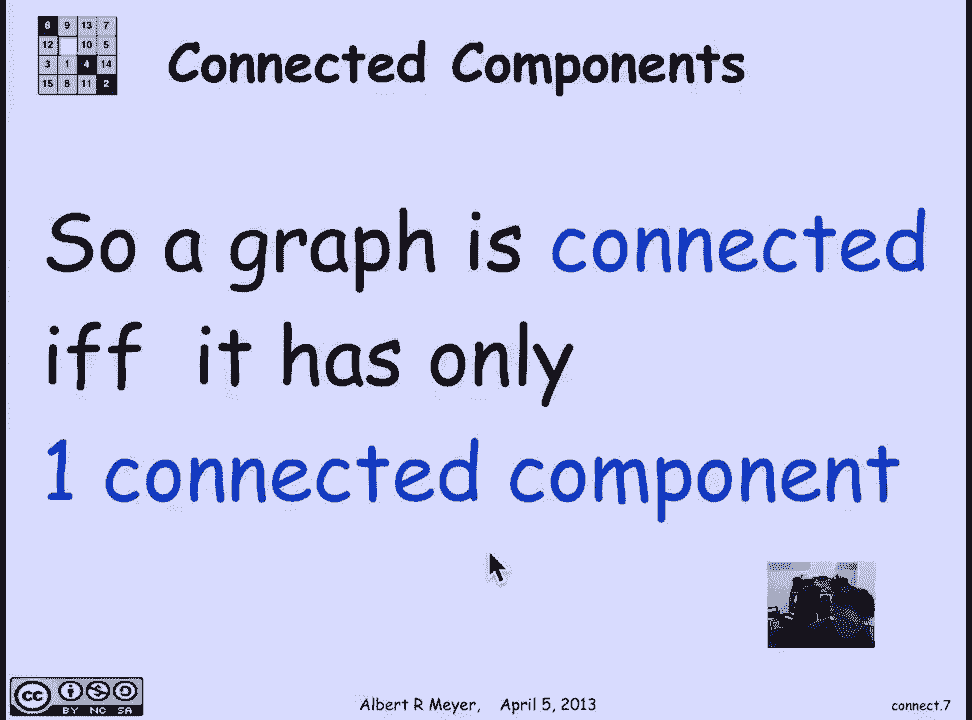 6 9 13 7
12 10 5
3 1 4 14
15 8 11 2
Connected Components
So a graph is connected
iff it has only
1 connected component
cc BY NC SA
Albert R Meyer, April 5, 2013
connect.7